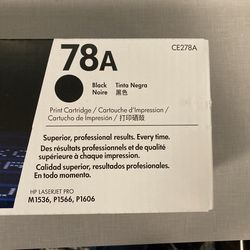 CE278A
78A
Black Tinta Negra
Noire 黑色
Print Cartridge / Cartouche d'Impression /
Cartucho de Impresión / 打印硒鼓
Superior, professional results. Every time.
Des résultats professionnels et de qualité
supérieure à chaque impression.
Calidad superior, resultados profesionales.
En todo momento.
HP LASERJET PRO
M1536, P1566, P1606